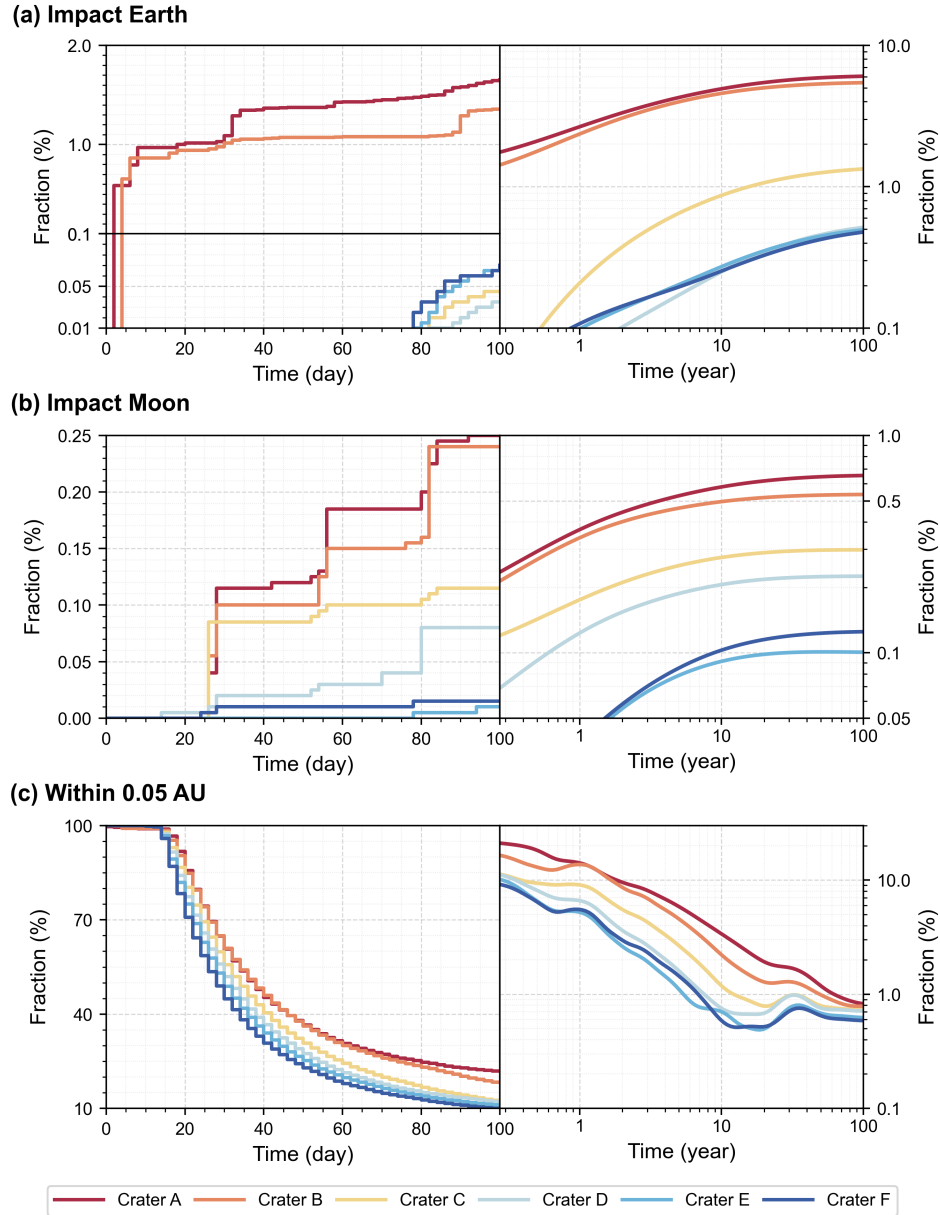 (a) Impact Earth
2.0
1.0
0.1
0.05
0.01
Fraction (%)
0 20 40 60 80 100
Time (day)
10.0
1.0
0.1
Fraction (%)
1 10 100
Time (year)
(b) Impact Moon
0.25
0.20
0.15
0.10
0.05
0.00
Fraction (%)
0 20 40 60 80 100
Time (day)
1.0
0.5
0.1
0.05
Fraction (%)
1 10 100
Time (year)
(c) Within 0.05 AU
100
70
40
10
Fraction (%)
0 20 40 60 80 100
Time (day)
10.0
1.0
0.1
Fraction (%)
1 10 100
Time (year)
Crater A Crater B Crater C Crater D Crater E Crater F